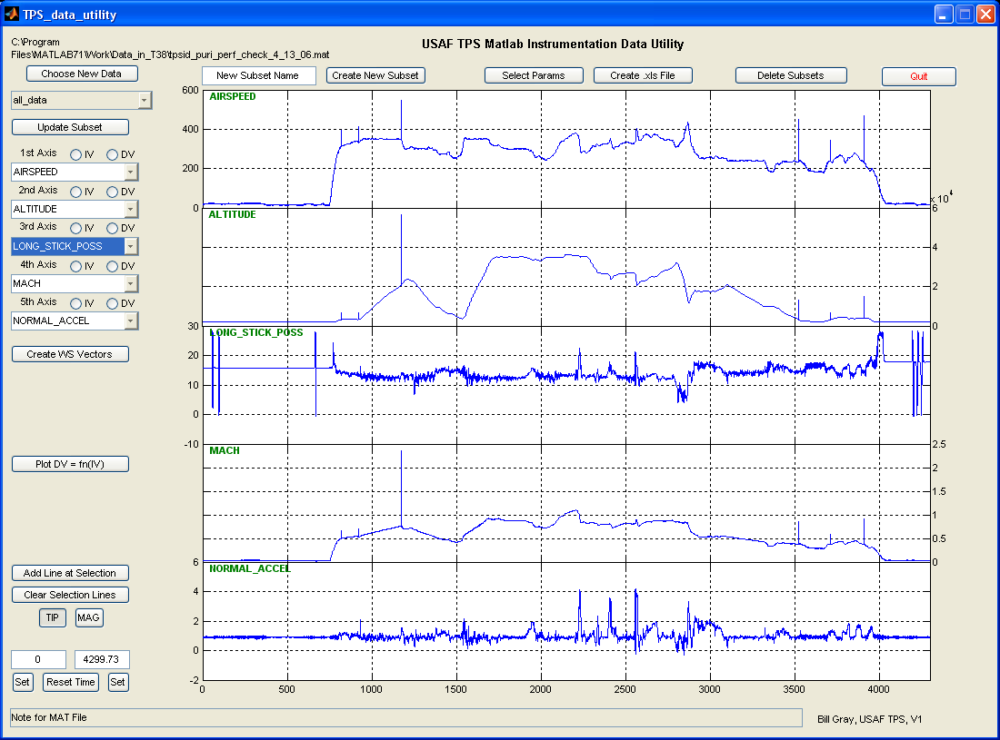 TPS_data_utility
C:\Program
Files\MATLAB71\Work\Data_in_T38\tpsid_puri_perf_check_4_13_06.mat
USAF TPS Matlab Instrumentation Data Utility
Choose New Data
New Subset Name Create New Subset Select Params Create .xls File Delete Subsets Quit
all_data
Update Subset
1st Axis IV DV
AIRSPEED
2nd Axis IV DV
ALTITUDE
3rd Axis IV DV
LONG_STICK_POSS
4th Axis IV DV
MACH
5th Axis IV DV
NORMAL_ACCEL
Create WS Vectors
Plot DV = fn(IV)
Add Line at Selection
Clear Selection Lines
TIP MAG
0 4299.73
Set Reset Time Set
600
AIRSPEED
400
200
0
x 10^4
6
ALTITUDE
4
2
0
30
LONG_STICK_POSS
20
10
0
-10
2.5
MACH
2
1.5
1
0.5
0
6
NORMAL_ACCEL
4
2
0
-2
0 500 1000 1500 2000 2500 3000 3500 4000
Note for MAT File
Bill Gray, USAF TPS, V1